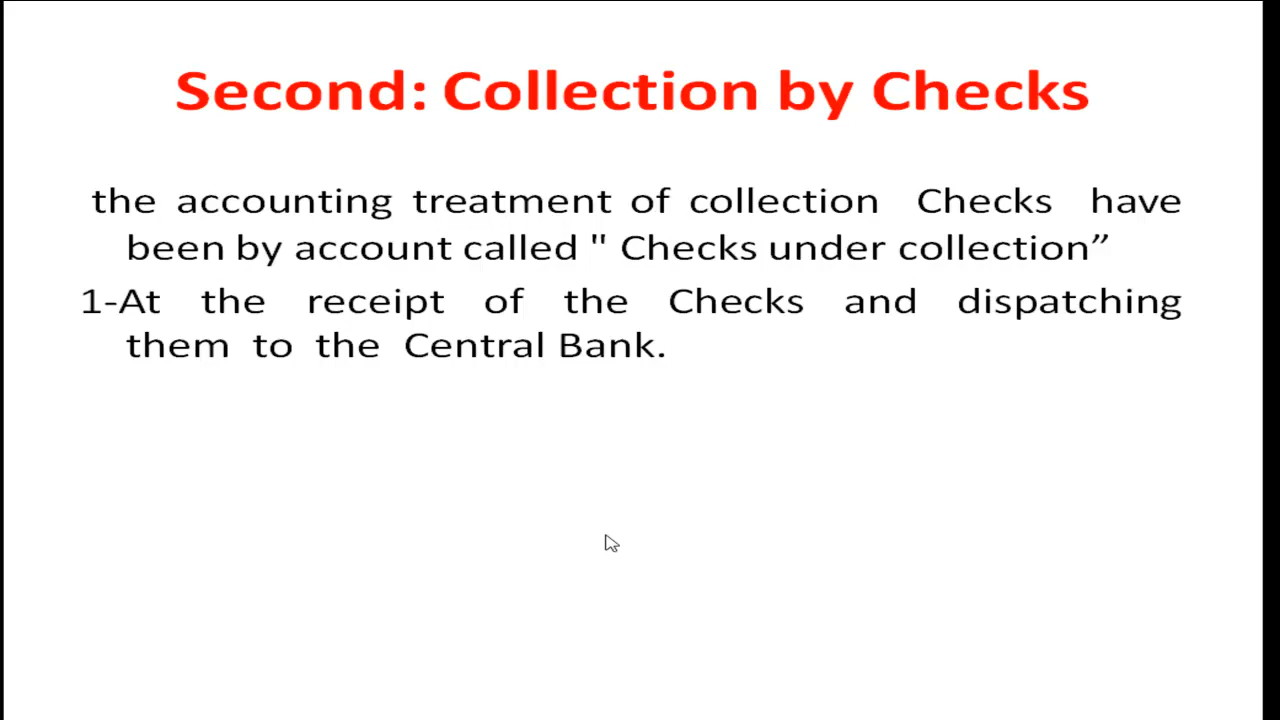 Second: Collection by Checks
the accounting treatment of collection Checks have
been by account called " Checks under collection”
1-At the receipt of the Checks and dispatching
them to the Central Bank.